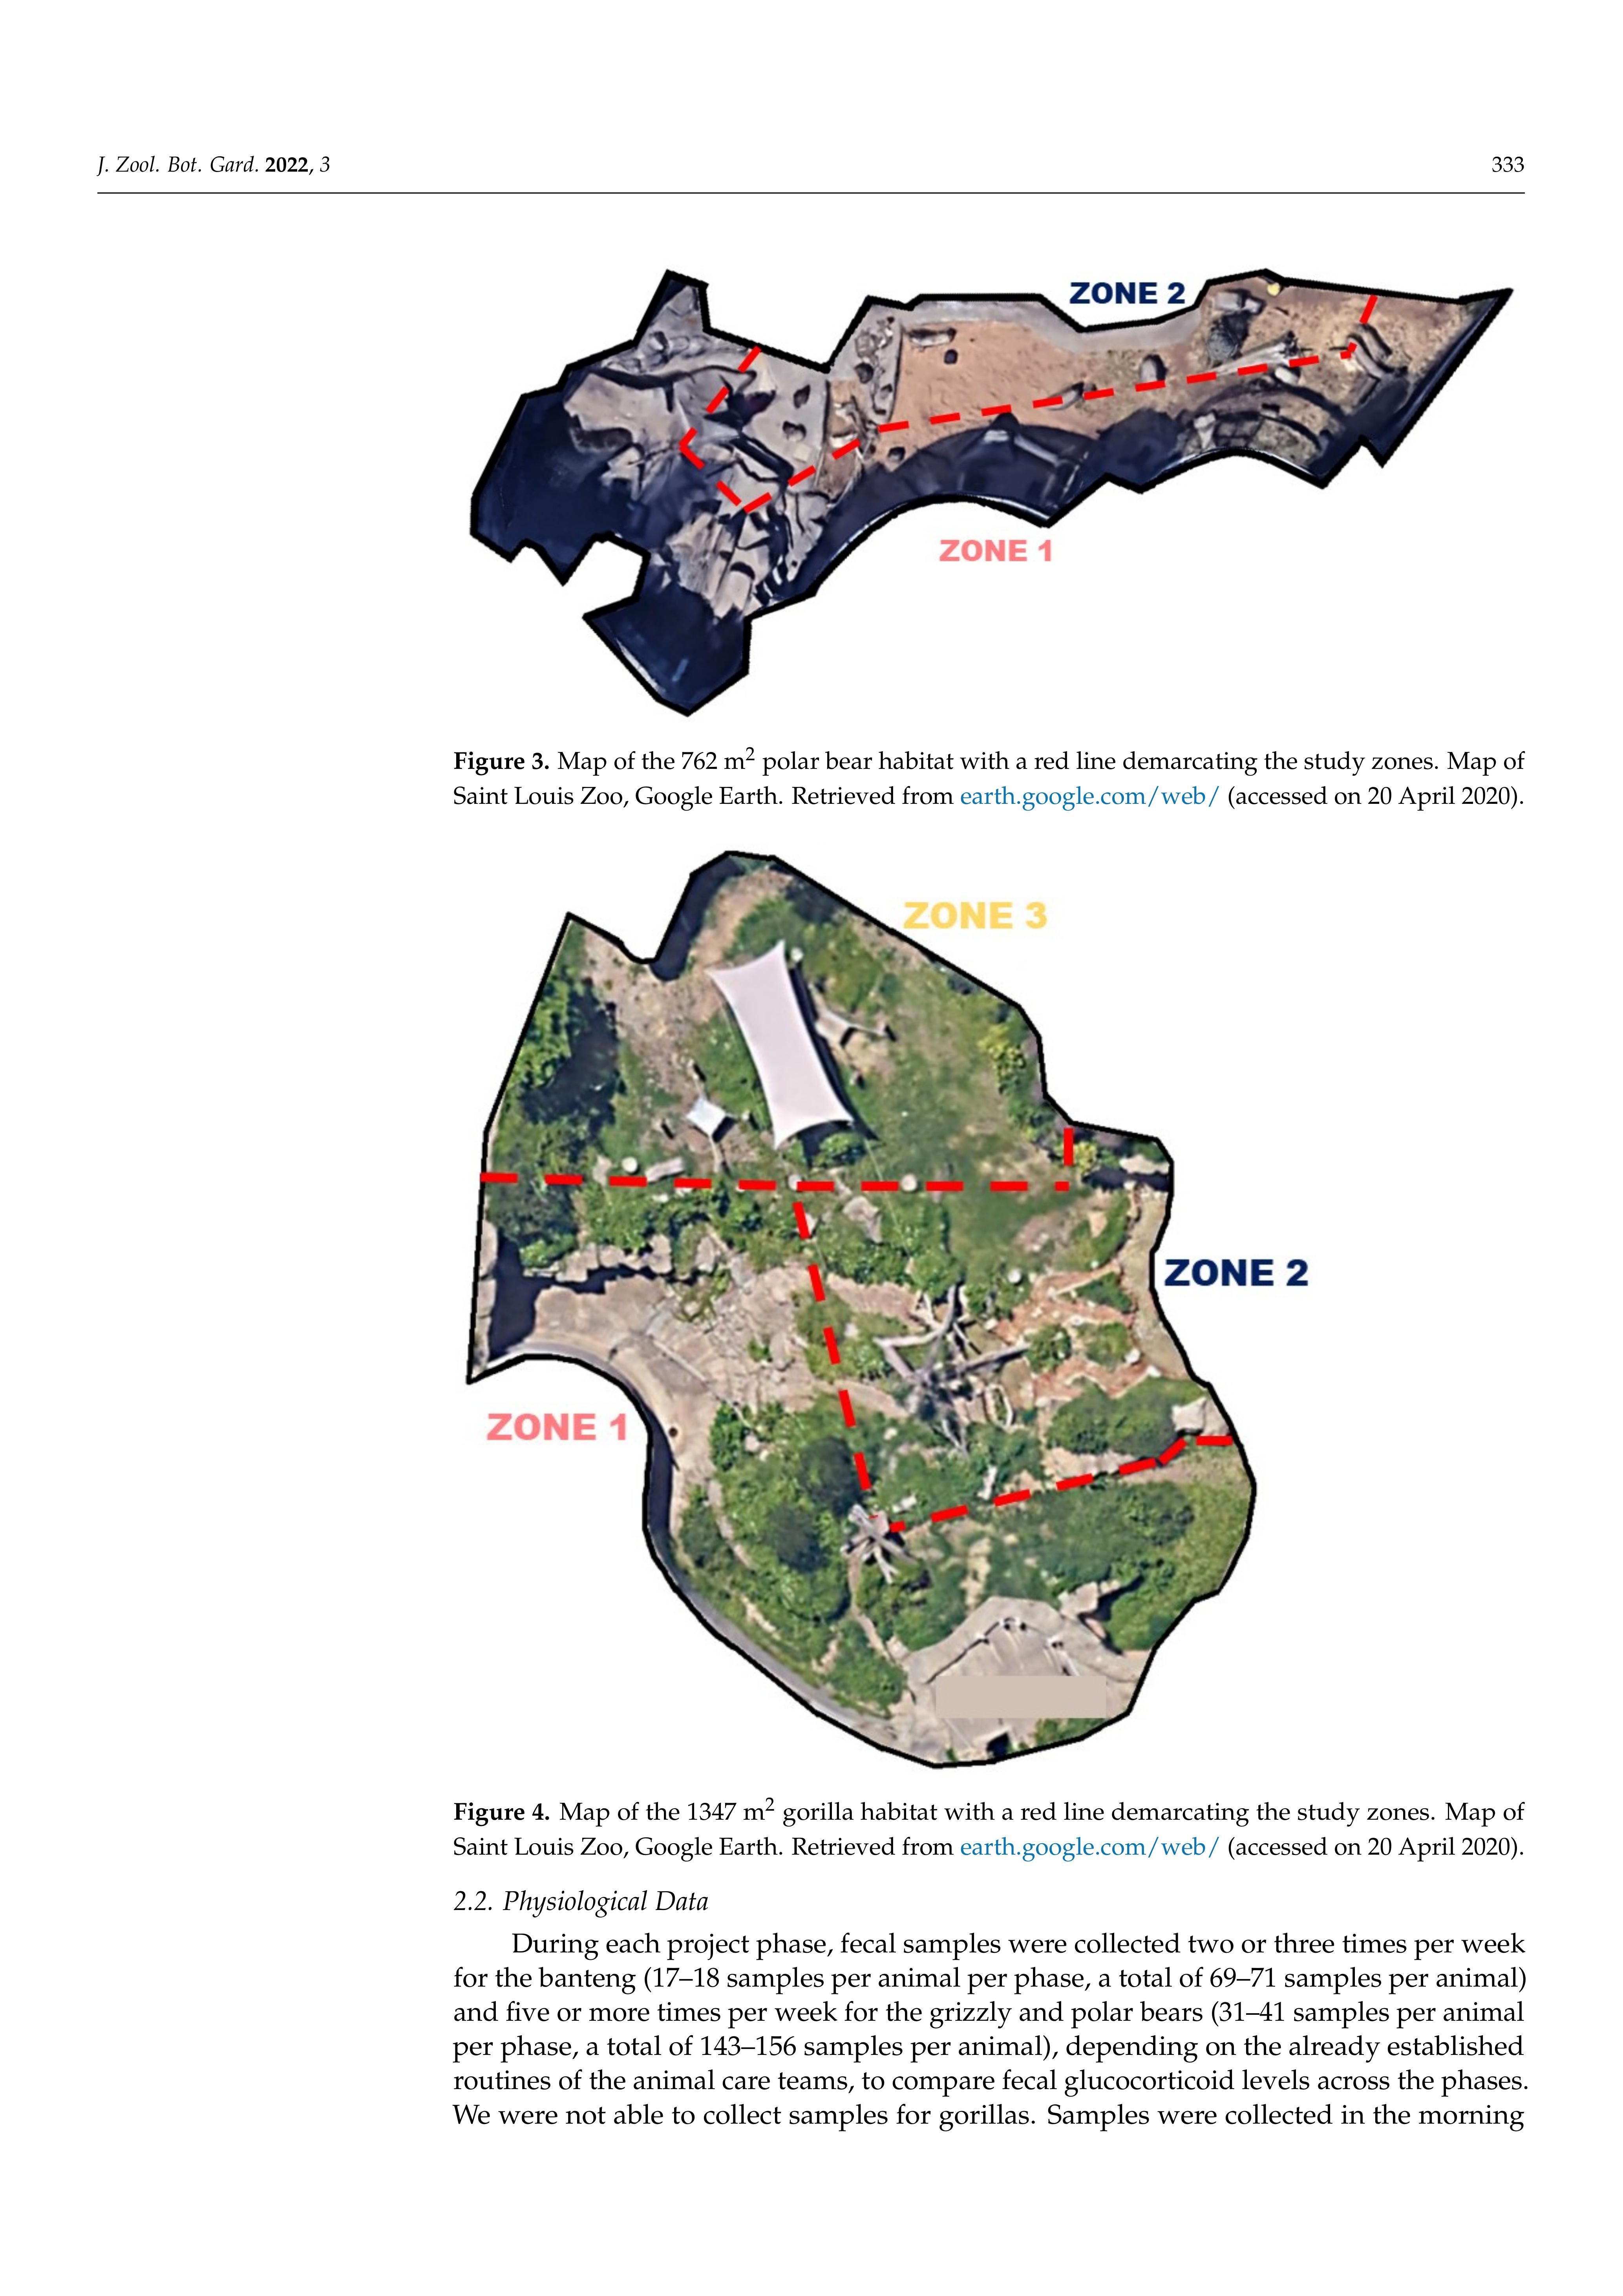 J. Zool. Bot. Gard. 2022, 3
333
ZONE 2
ZONE 1
Figure 3. Map of the 762 m2 polar bear habitat with a red line demarcating the study zones. Map of
Saint Louis Zoo, Google Earth. Retrieved from earth.google.com/web/ (accessed on 20 April 2020).
ZONE 3
ZONE 2
ZONE 1
Figure 4. Map of the 1347 m2 gorilla habitat with a red line demarcating the study zones. Map of
Saint Louis Zoo, Google Earth. Retrieved from earth.google.com/web/ (accessed on 20 April 2020).
2.2. Physiological Data
During each project phase, fecal samples were collected two or three times per week
for the banteng (17–18 samples per animal per phase, a total of 69–71 samples per animal)
and five or more times per week for the grizzly and polar bears (31–41 samples per animal
per phase, a total of 143–156 samples per animal), depending on the already established
routines of the animal care teams, to compare fecal glucocorticoid levels across the phases.
We were not able to collect samples for gorillas. Samples were collected in the morning